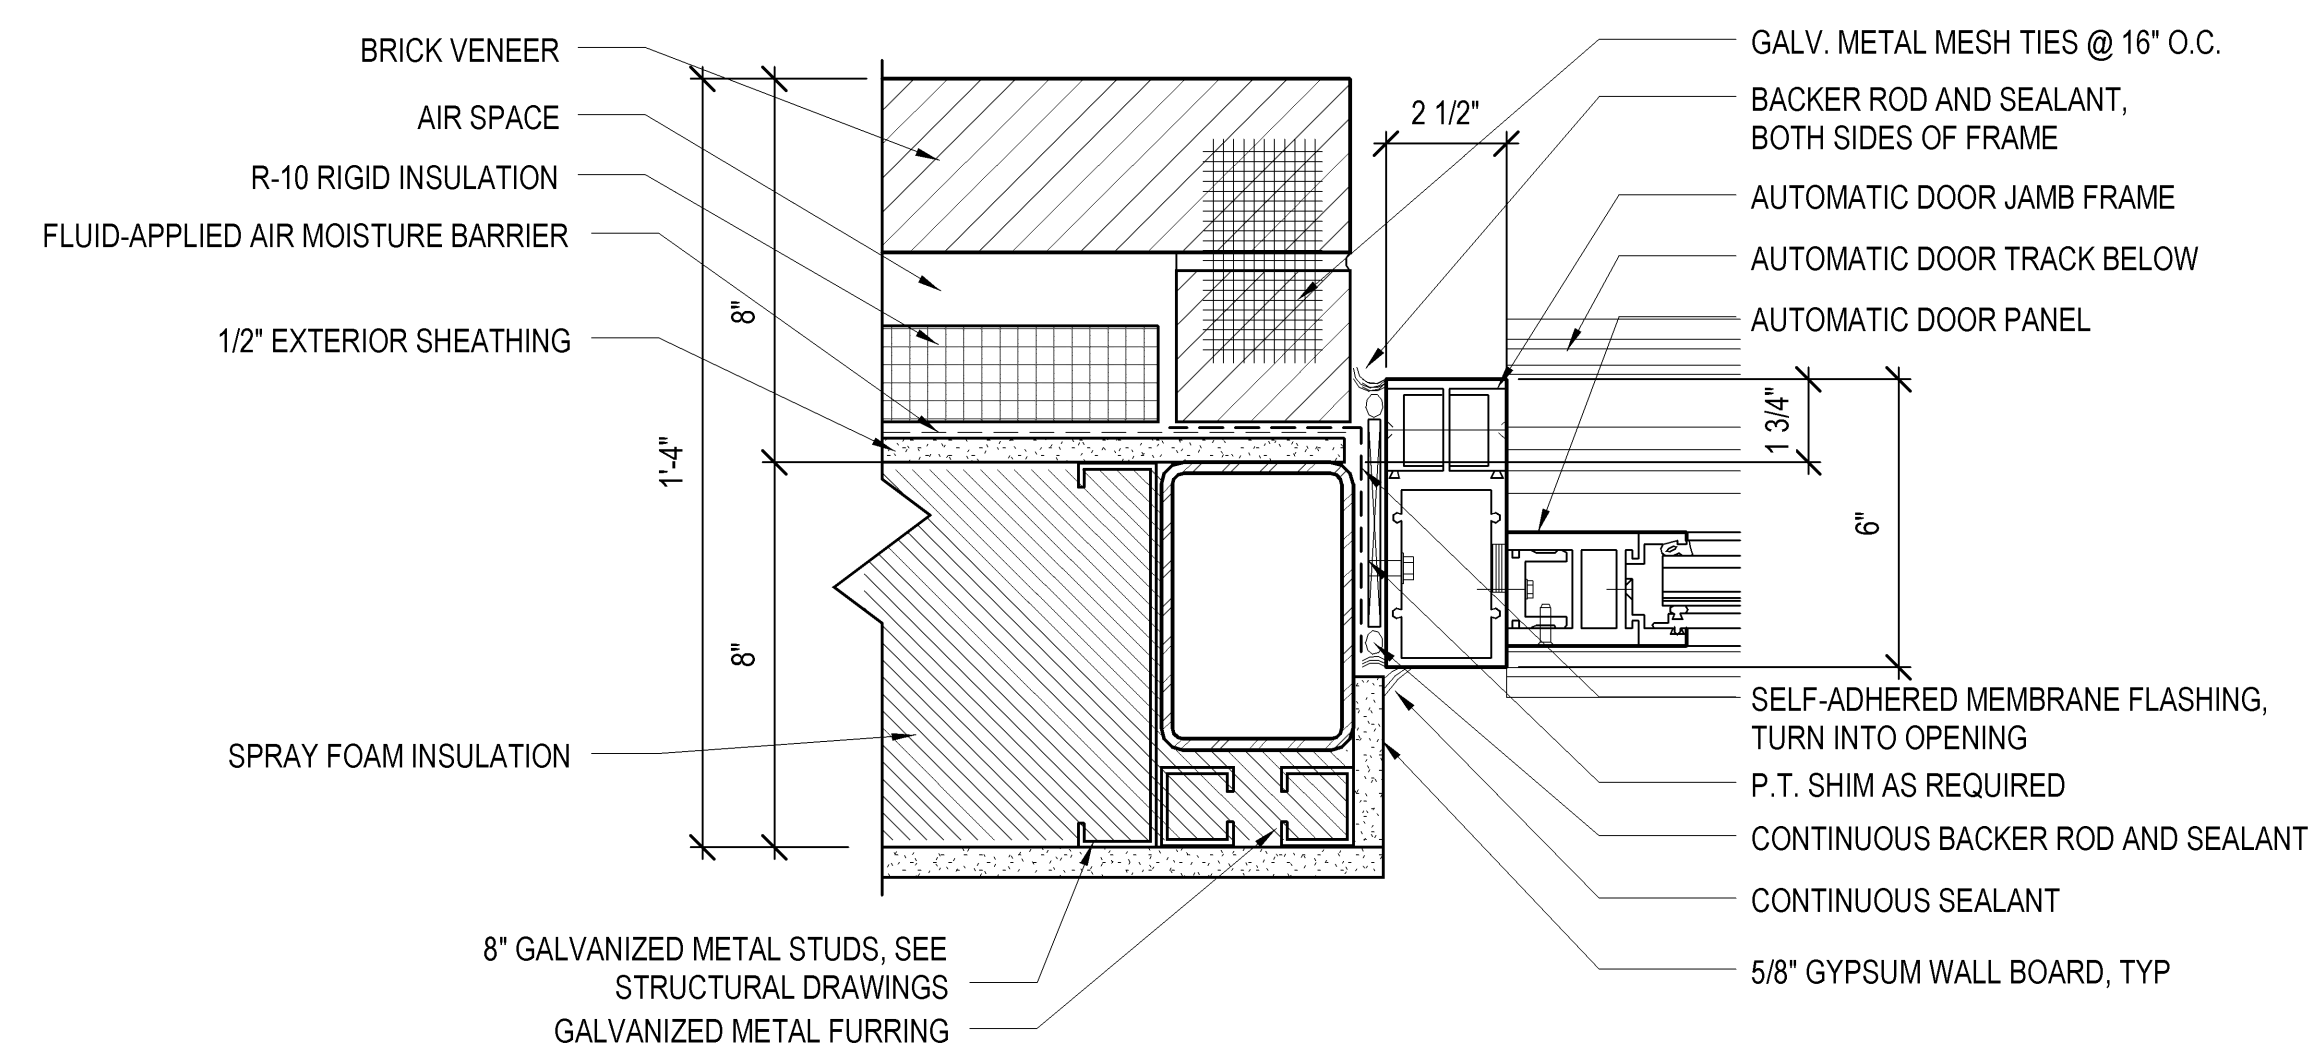 BRICK VENEER
AIR SPACE
R-10 RIGID INSULATION
FLUID-APPLIED AIR MOISTURE BARRIER
1/2" EXTERIOR SHEATHING
SPRAY FOAM INSULATION
8" GALVANIZED METAL STUDS, SEE
STRUCTURAL DRAWINGS
GALVANIZED METAL FURRING
1'-4"
8"
8"
2 1/2"
1 3/4"
6"
GALV. METAL MESH TIES @ 16" O.C.
BACKER ROD AND SEALANT,
BOTH SIDES OF FRAME
AUTOMATIC DOOR JAMB FRAME
AUTOMATIC DOOR TRACK BELOW
AUTOMATIC DOOR PANEL
SELF-ADHERED MEMBRANE FLASHING,
TURN INTO OPENING
P.T. SHIM AS REQUIRED
CONTINUOUS BACKER ROD AND SEALANT
CONTINUOUS SEALANT
5/8" GYPSUM WALL BOARD, TYP